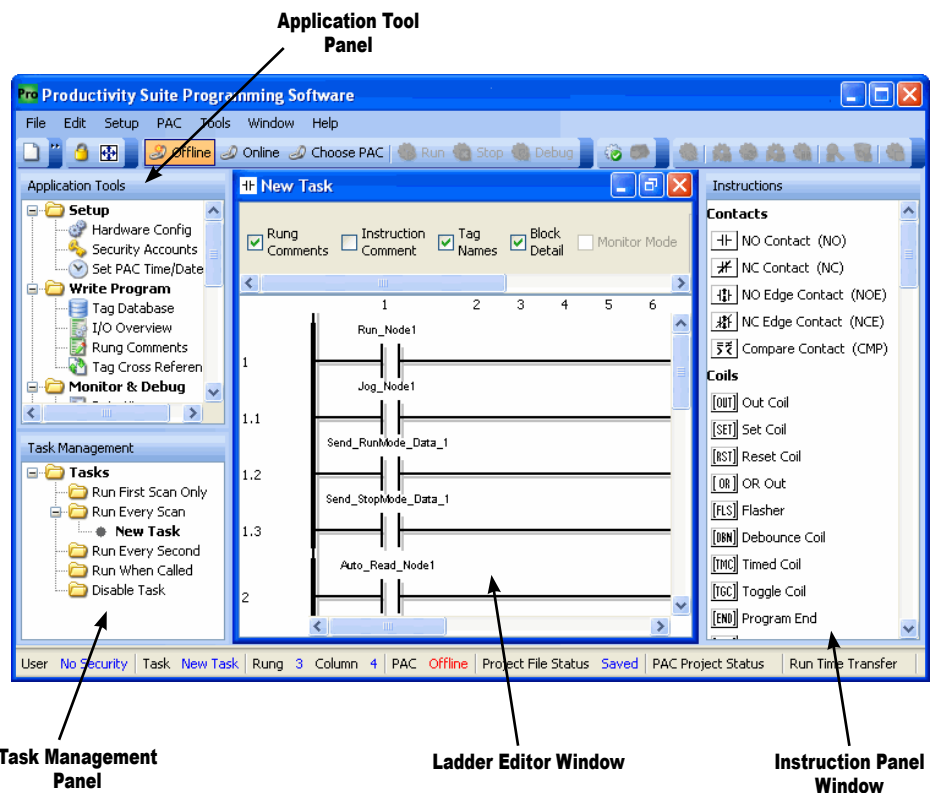 Application Tool
Panel
Pro Productivity Suite Programming Software
File Edit Setup PAC Tools Window Help
Offline Online Choose PAC Run Stop Debug
Application Tools
Setup
Hardware Config
Security Accounts
Set PAC Time/Date
Write Program
Tag Database
I/O Overview
Rung Comments
Tag Cross Referen
Monitor & Debug
Task Management
Tasks
Run First Scan Only
Run Every Scan
New Task
Run Every Second
Run When Called
Disable Task
New Task
Rung Comments
Instruction Comment
Tag Names
Block Detail
Monitor Mode
1 2 3 4 5 6
Run_Node1
1
Jog_Node1
1.1
Send_RunMode_Data_1
1.2
Send_StopMode_Data_1
1.3
Auto_Read_Node1
2
Instructions
Contacts
NO Contact (NO)
NC Contact (NC)
NO Edge Contact (NOE)
NC Edge Contact (NCE)
Compare Contact (CMP)
Coils
[OUT] Out Coil
[SET] Set Coil
[RST] Reset Coil
[OR] OR Out
[FLS] Flasher
[DBN] Debounce Coil
[TMC] Timed Coil
[TGC] Toggle Coil
[END] Program End
User No Security Task New Task Rung 3 Column 4 PAC Offline Project File Status Saved PAC Project Status Run Time Transfer
Task Management
Panel
Ladder Editor Window
Instruction Panel
Window